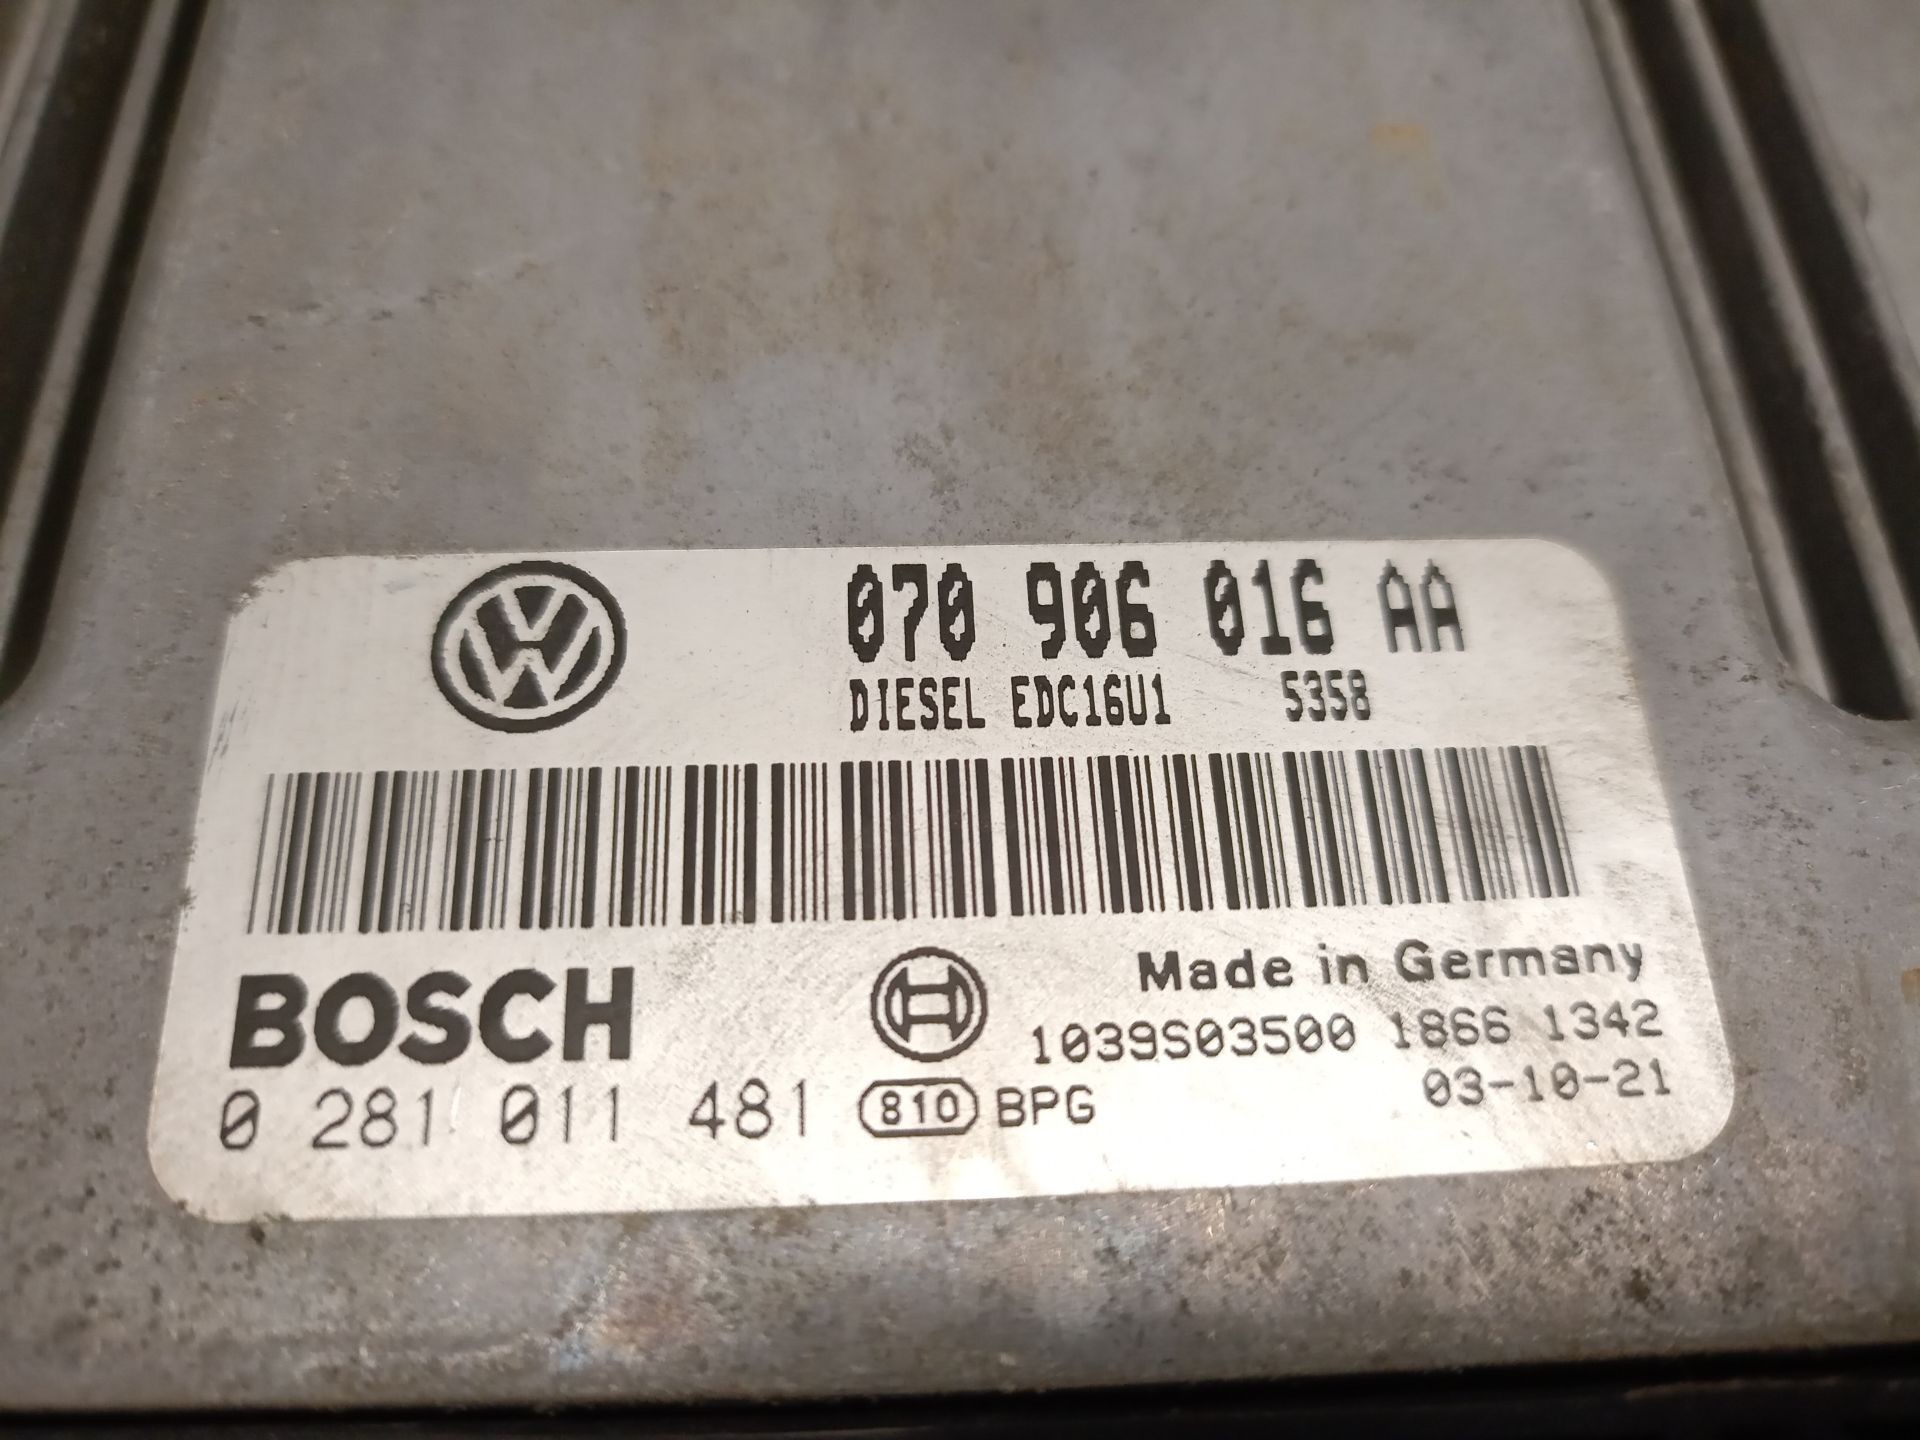 070 906 016 AA
DIESEL EDC16U1 5358
BOSCH
Made in Germany
1039S03500 1866 1342
0 281 011 481 810 BPG
03-10-21